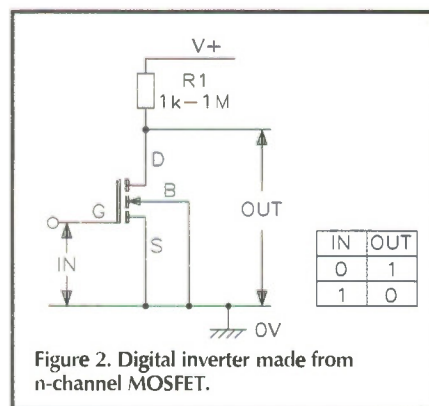 V+
R1
1k–1M
D
B
G
OUT
S
IN
IN OUT
0 1
1 0
0V
Figure 2. Digital inverter made from
n-channel MOSFET.